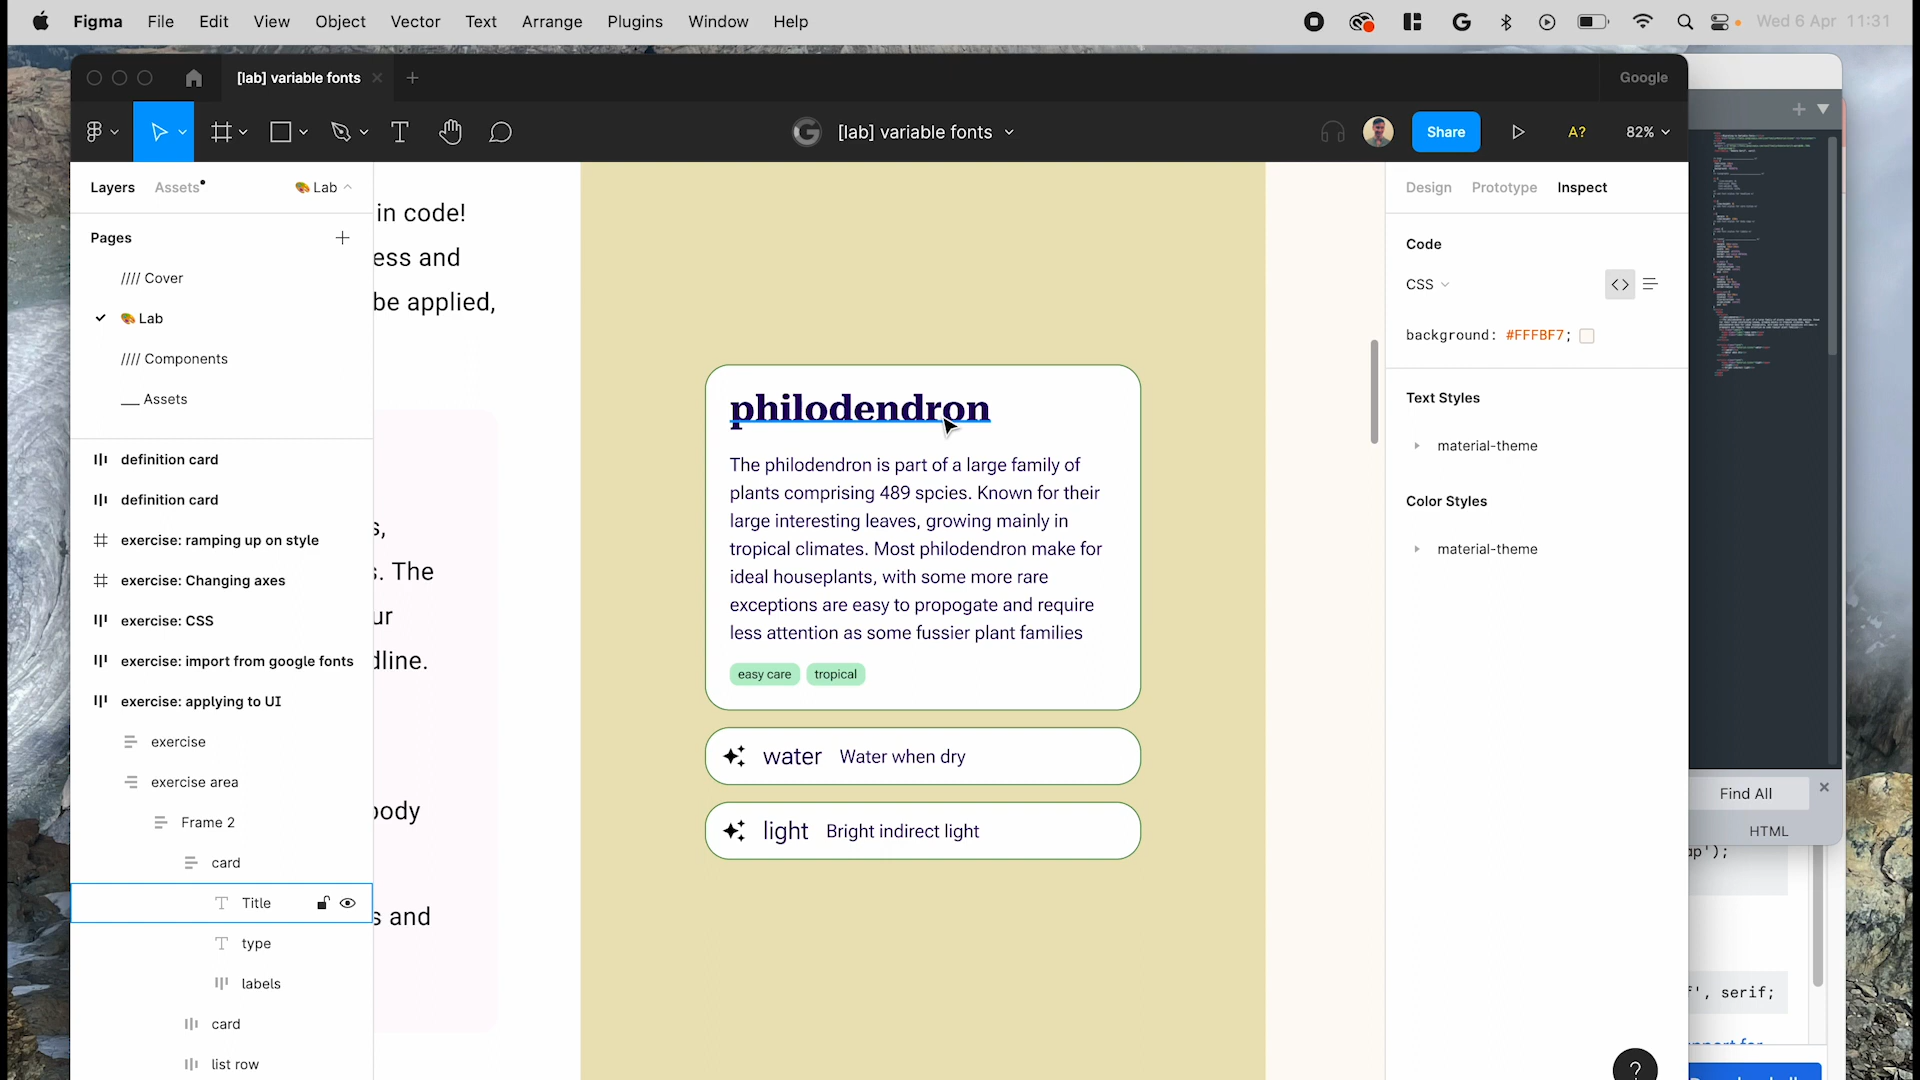 Figma File Edit View Object Vector Text Arrange Plugins Window Help
Wed 6 Apr 11:31
[lab] variable fonts
Google
[lab] variable fonts
Share
A?
82%
Layers Assets Lab
Pages
//// Cover
Lab
//// Components
___ Assets
definition card
definition card
exercise: ramping up on style
exercise: Changing axes
exercise: CSS
exercise: import from google fonts
exercise: applying to UI
exercise
exercise area
Frame 2
card
Title
type
labels
card
list row
in code!
ess and
be applied,
s,
s. The
ur
dline.
body
s and
philodendron
The philodendron is part of a large family of
plants comprising 489 spcies. Known for their
large interesting leaves, growing mainly in
tropical climates. Most philodendron make for
ideal houseplants, with some more rare
exceptions are easy to propogate and require
less attention as some fussier plant families
easy care tropical
water Water when dry
light Bright indirect light
Design Prototype Inspect
Code
CSS
background: #FFFBF7;
Text Styles
material-theme
Color Styles
material-theme
?
Find All
HTML
ap');
f', serif;